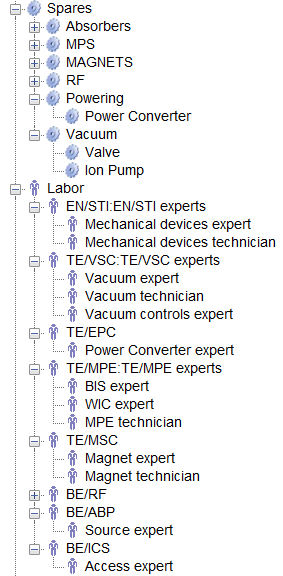 Spares
Absorbers
MPS
MAGNETS
RF
Powering
Power Converter
Vacuum
Valve
Ion Pump
Labor
EN/STI:EN/STI experts
Mechanical devices expert
Mechanical devices technician
TE/VSC:TE/VSC experts
Vacuum expert
Vacuum technician
Vacuum controls expert
TE/EPC
Power Converter expert
TE/MPE:TE/MPE experts
BIS expert
WIC expert
MPE technician
TE/MSC
Magnet expert
Magnet technician
BE/RF
BE/ABP
Source expert
BE/ICS
Access expert